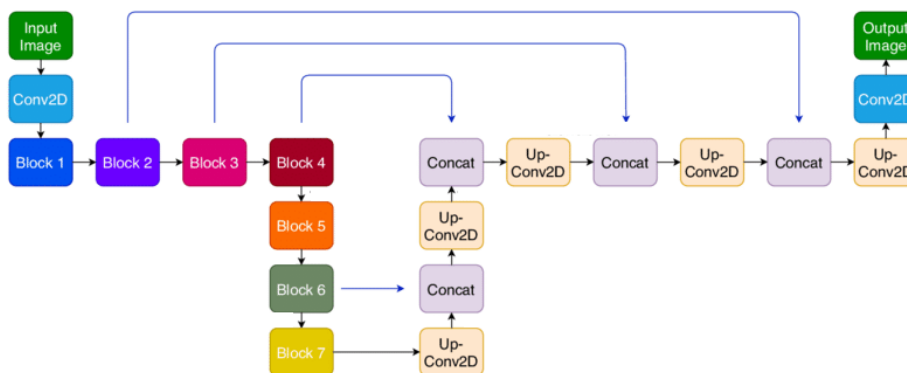 Input
Image
Output
Image
Conv2D
Conv2D
Block 1
Block 2
Block 3
Block 4
Concat
Up-
Conv2D
Concat
Up-
Conv2D
Concat
Up-
Conv2D
Block 5
Up-
Conv2D
Block 6
Concat
Block 7
Up-
Conv2D